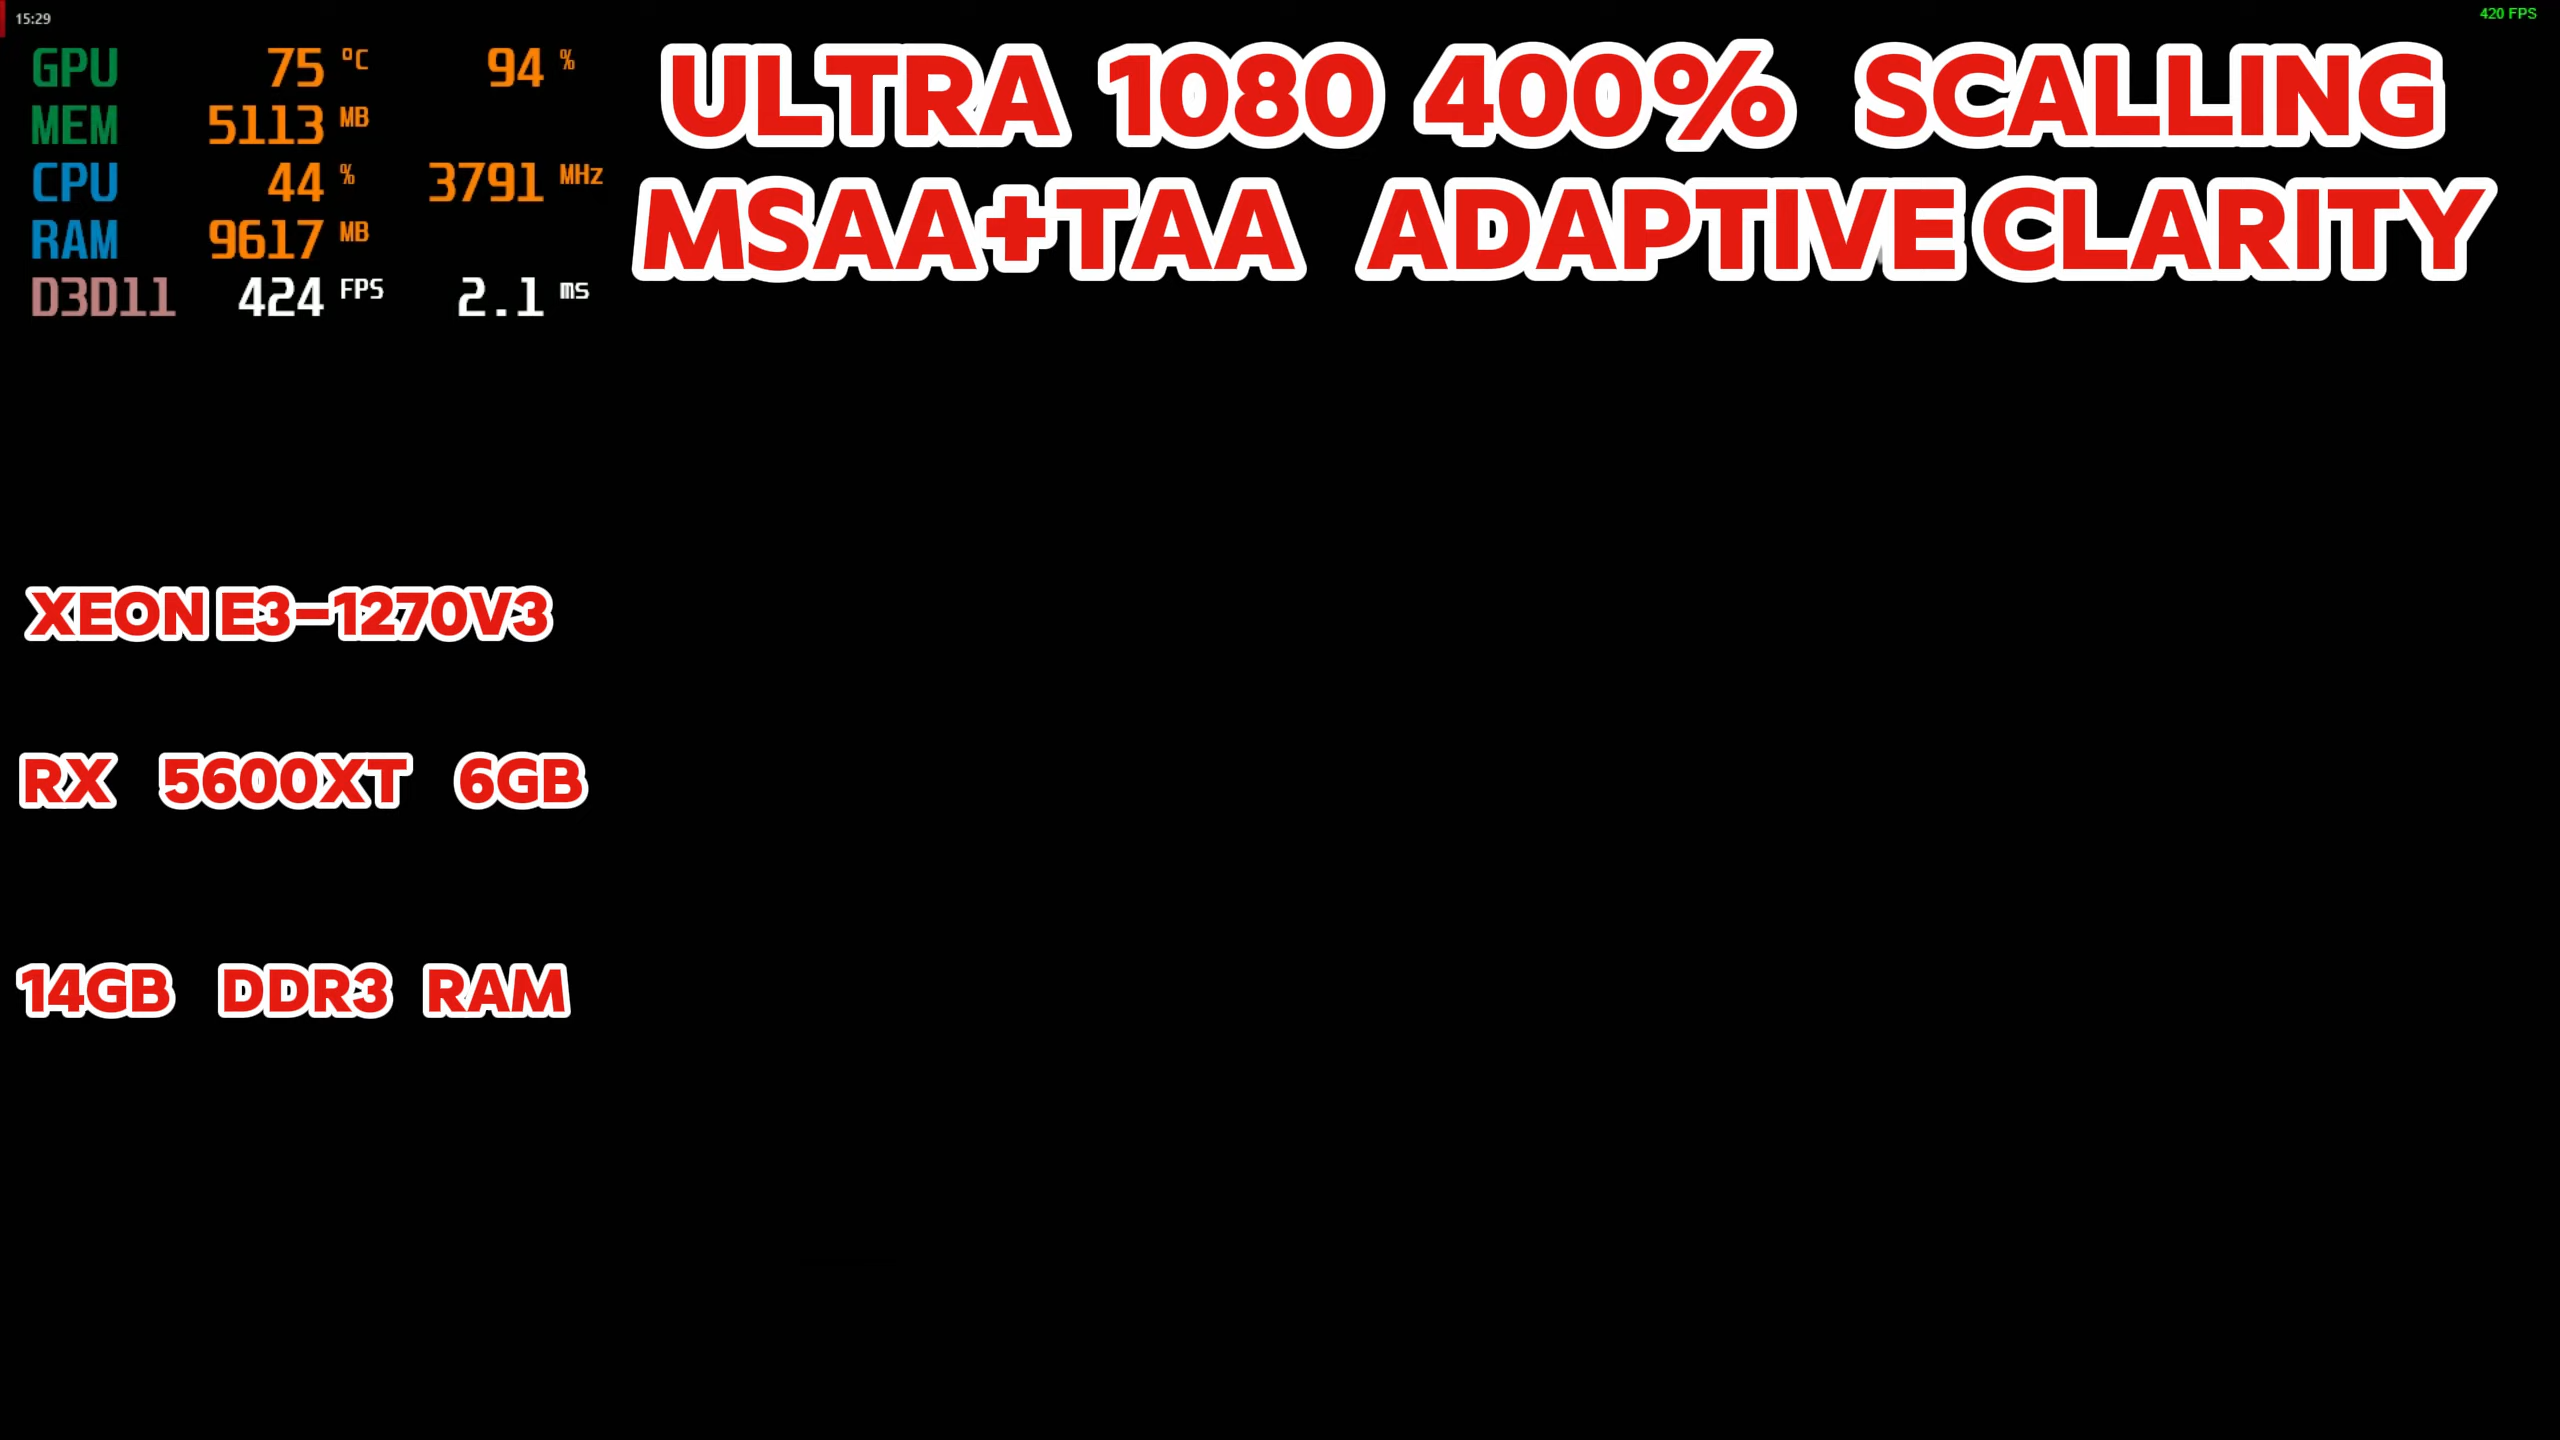 15:29
420 FPS
GPU 75 °C 94 %
MEM 5113 MB
CPU 44 % 3791 MHz
RAM 9617 MB
D3D11 424 FPS 2.1 ms
ULTRA 1080 400% SCALLING
MSAA+TAA ADAPTIVE CLARITY
XEON E3-1270V3
RX 5600XT 6GB
14GB DDR3 RAM